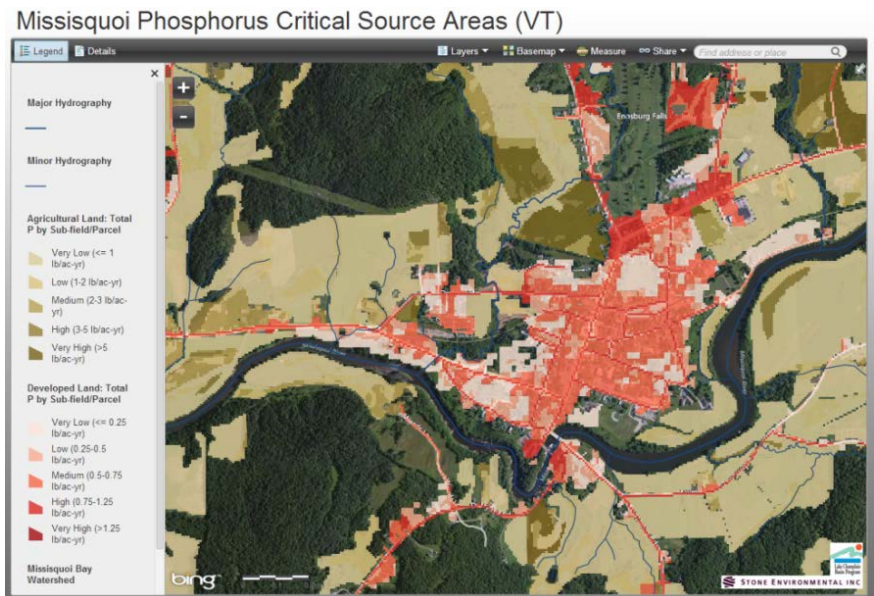 Missisquoi Phosphorus Critical Source Areas (VT)
Legend Details Layers Basemap Measure Share Find address or place
Major Hydrography
Minor Hydrography
Agricultural Land: Total
P by Sub-field/Parcel
Very Low (<= 1
lb/ac-yr)
Low (1-2 lb/ac-yr)
Medium (2-3 lb/ac-
yr)
High (3-5 lb/ac-yr)
Very High (>5
lb/ac-yr)
Developed Land: Total
P by Sub-field/Parcel
Very Low (<= 0.25
lb/ac-yr)
Low (0.25-0.5
lb/ac-yr)
Medium (0.5-0.75
lb/ac-yr)
High (0.75-1.25
lb/ac-yr)
Very High (>1.25
lb/ac-yr)
Missisquoi Bay
Watershed
+
-
Enosburg Falls
bing
Lake Champlain
Basin Program
STONE ENVIRONMENTAL INC